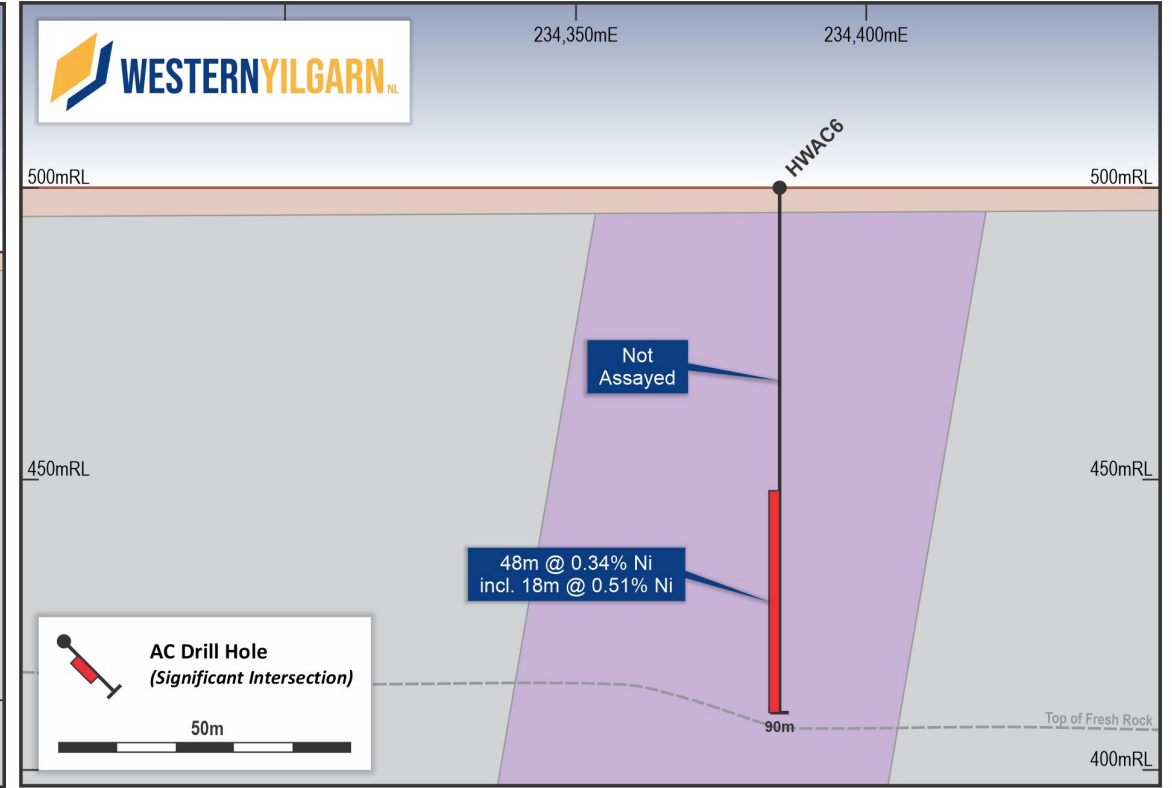 234,350mE
234,400mE
WESTERNYILGARN NL
HWAC6
500mRL
500mRL
Not
Assayed
450mRL
450mRL
48m @ 0.34% Ni
incl. 18m @ 0.51% Ni
AC Drill Hole
(Significant Intersection)
50m
Top of Fresh Rock
90m
400mRL